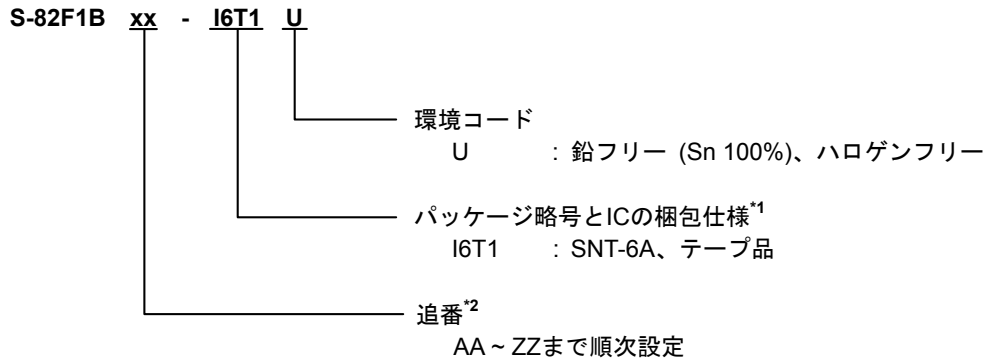 S-82F1B xx - I6T1 U
環境コード
U : 鉛フリー (Sn 100%)、ハロゲンフリー
パッケージ略号とICの梱包仕様*1
I6T1 : SNT-6A、テープ品
追番*2
AA ~ ZZまで順次設定